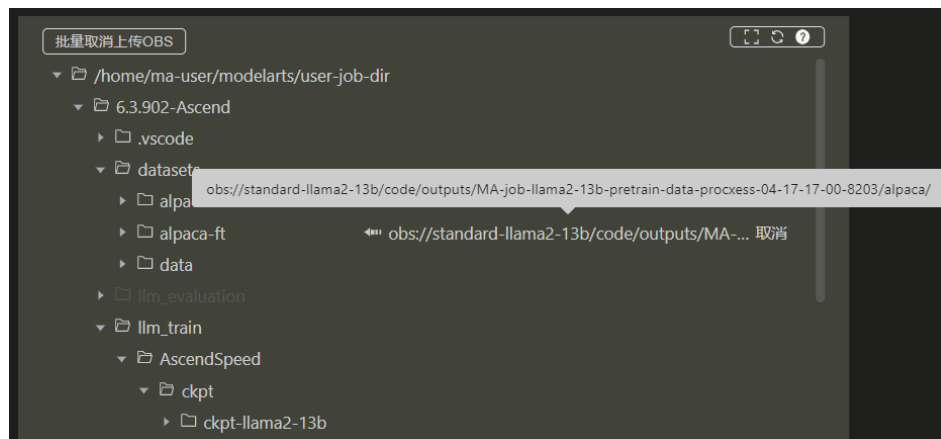 批量取消上传OBS
/home/ma-user/modelarts/user-job-dir
6.3.902-Ascend
.vscode
datasets
obs://standard-llama2-13b/code/outputs/MA-job-llama2-13b-pretrain-data-procxess-04-17-17-00-8203/alpaca/
alpa
alpaca-ft obs://standard-llama2-13b/code/outputs/MA-... 取消
data
llm_evaluation
llm_train
AscendSpeed
ckpt
ckpt-llama2-13b